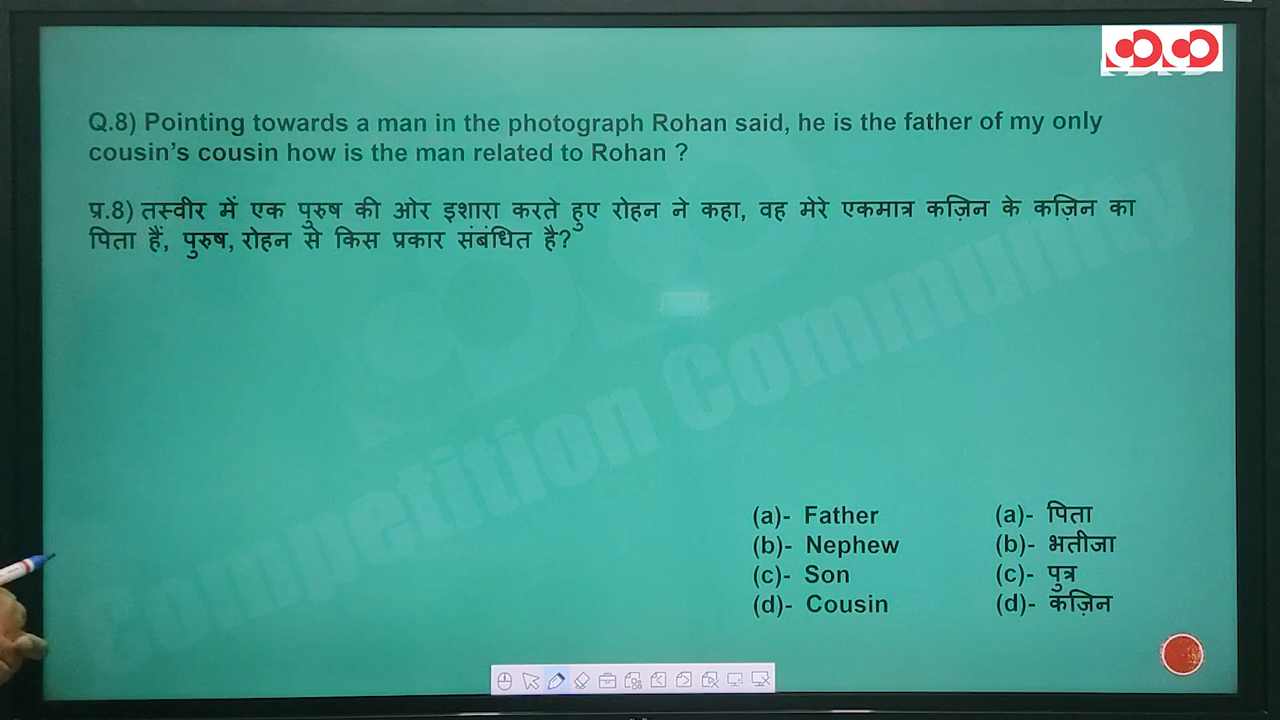 Q.8) Pointing towards a man in the photograph Rohan said, he is the father of my only
cousin’s cousin how is the man related to Rohan ?
प्र.8) तस्वीर में एक पुरुष की ओर इशारा करते हुए रोहन ने कहा, वह मेरे एकमात्र कज़िन के कज़िन का
पिता हैं, पुरुष, रोहन से किस प्रकार संबंधित है?
Competition Community
(a)- Father (a)- पिता
(b)- Nephew (b)- भतीजा
(c)- Son (c)- पुत्र
(d)- Cousin (d)- कज़िन